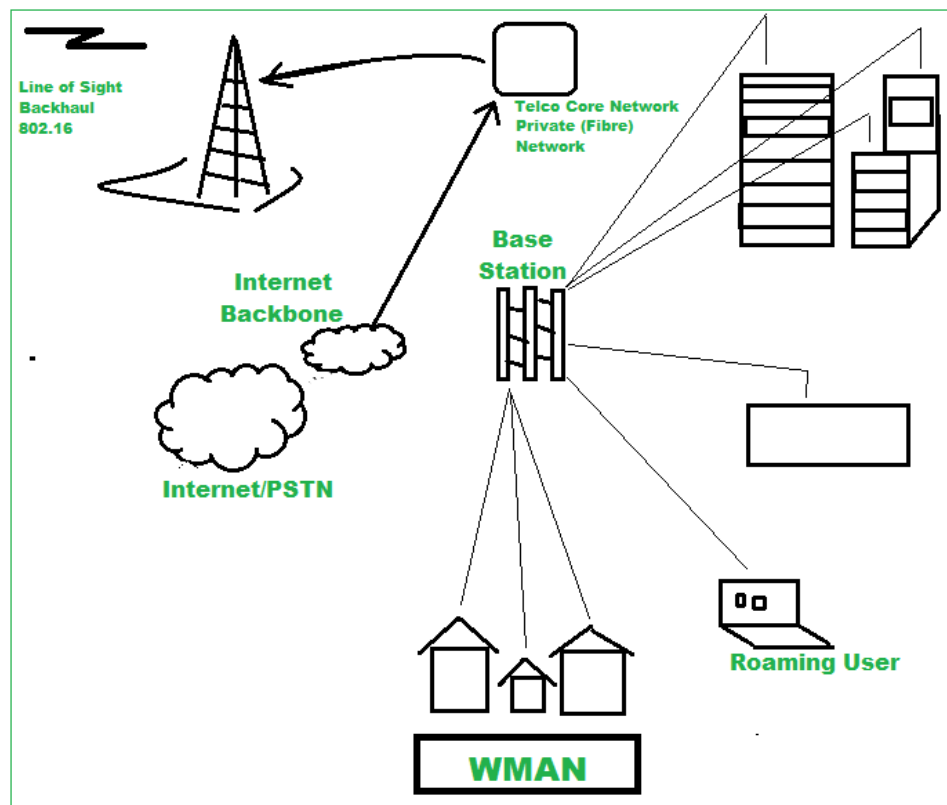 Line of Sight
Backhaul
802.16
Telco Core Network
Private (Fibre)
Network
Base
Station
Internet
Backbone
Internet/PSTN
Roaming User
WMAN